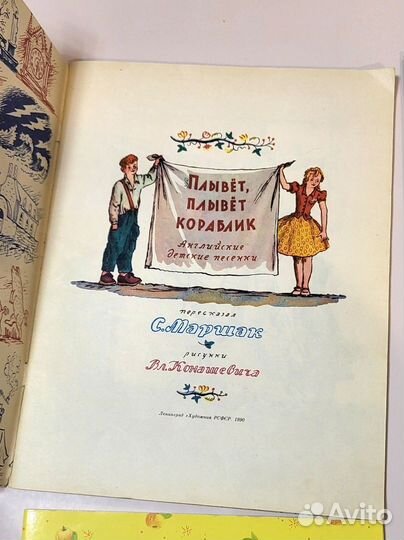 Плывёт,
плывёт
кораблик
Английские
детские песенки
пересказал
С. Маршак
рисунки
Вл. Конашевича
Ленинград «Художник РСФСР» 1990
Avito